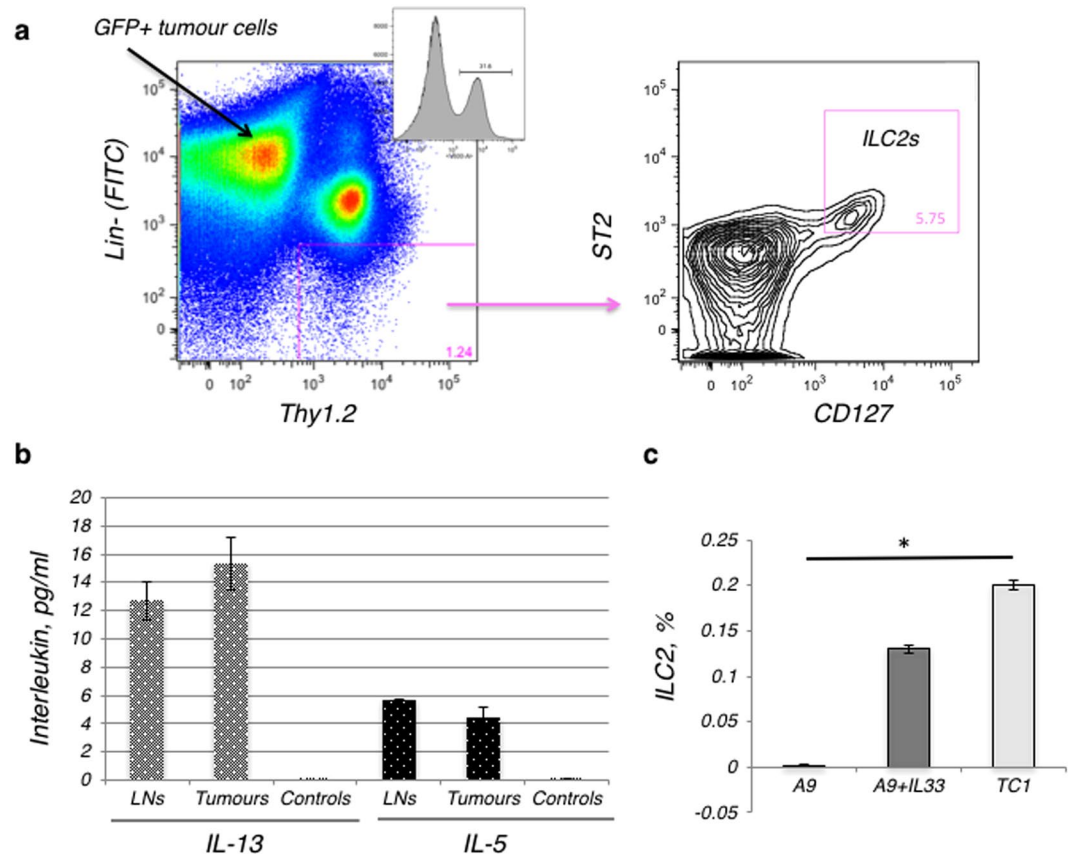 a
GFP+ tumour cells
Lin- (FITC)
10^5
10^4
10^3
10^2
0
1.24
0 10^2 10^3 10^4 10^5
Thy1.2
31.6
ST2
10^5
10^4
10^3
10^2
0
ILC2s
5.75
0 10^2 10^3 10^4 10^5
CD127
b
Interleukin, pg/ml
20
18
16
14
12
10
8
6
4
2
0
LNs Tumours Controls LNs Tumours Controls
IL-13 IL-5
c
ILC2, %
0.25
0.2
0.15
0.1
0.05
0
-0.05
*
A9 A9+IL33 TC1